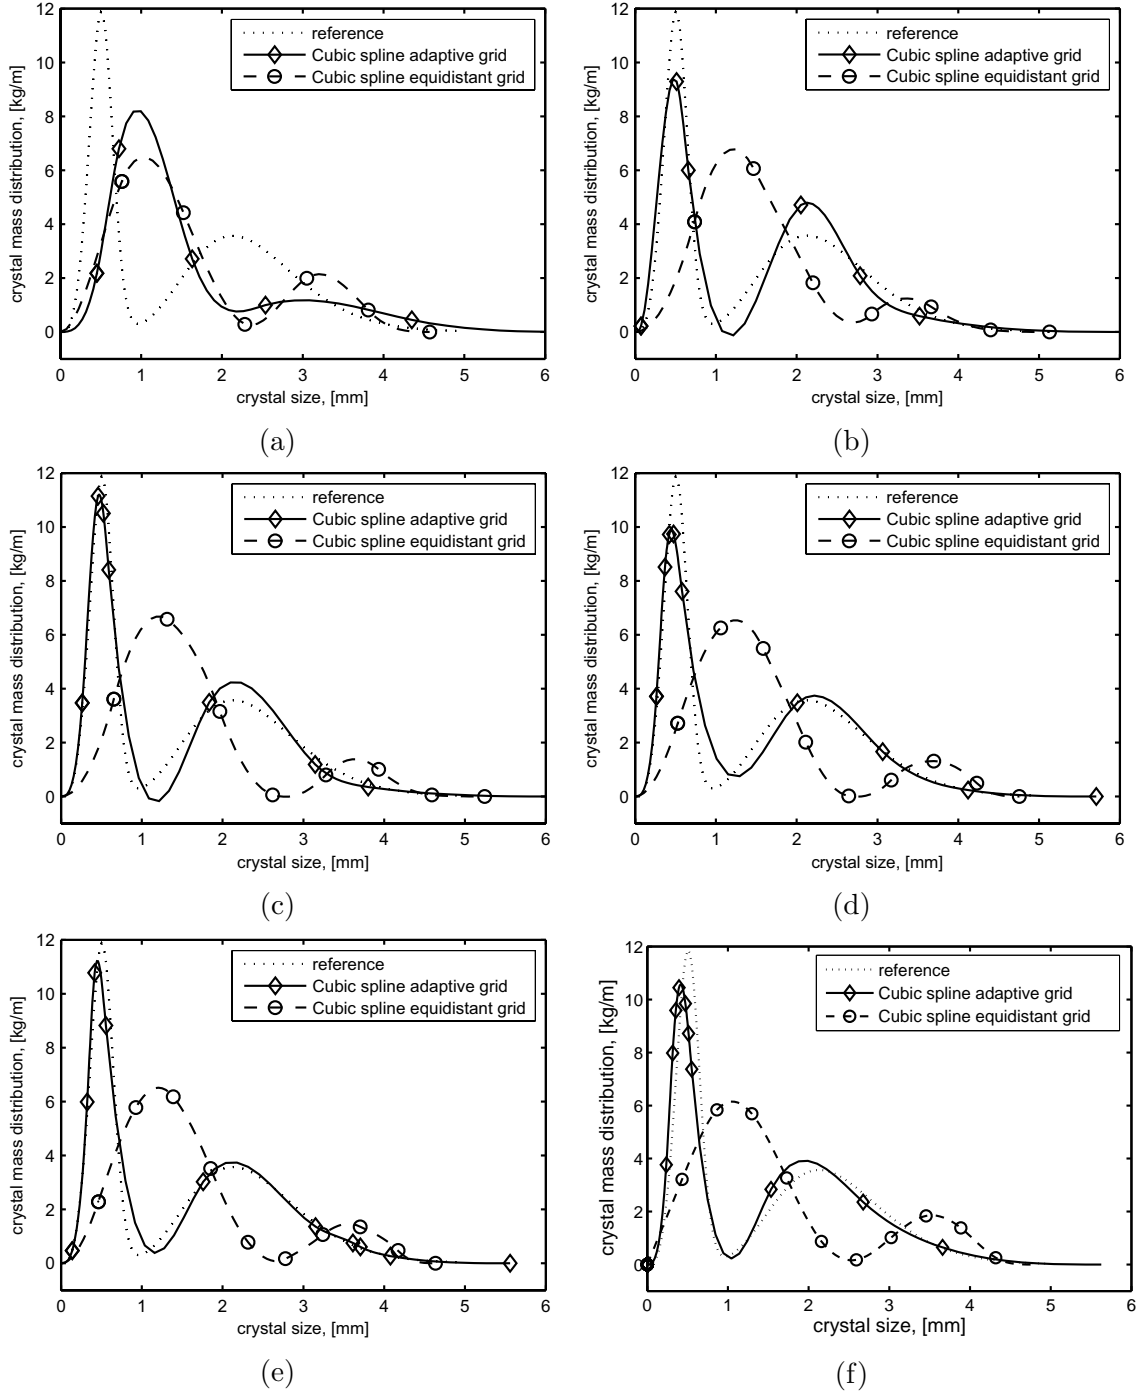 12
10
8
6
4
2
0
crystal mass distribution, [kg/m]
reference
Cubic spline adaptive grid
Cubic spline equidistant grid
0 1 2 3 4 5 6
crystal size, [mm]
(a)
12
10
8
6
4
2
0
crystal mass distribution, [kg/m]
reference
Cubic spline adaptive grid
Cubic spline equidistant grid
0 1 2 3 4 5 6
crystal size, [mm]
(b)
12
10
8
6
4
2
0
crystal mass distribution, [kg/m]
reference
Cubic spline adaptive grid
Cubic spline equidistant grid
0 1 2 3 4 5 6
crystal size, [mm]
(c)
12
10
8
6
4
2
0
crystal mass distribution, [kg/m]
reference
Cubic spline adaptive grid
Cubic spline equidistant grid
0 1 2 3 4 5 6
crystal size, [mm]
(d)
12
10
8
6
4
2
0
crystal mass distribution, [kg/m]
reference
Cubic spline adaptive grid
Cubic spline equidistant grid
0 1 2 3 4 5 6
crystal size, [mm]
(e)
12
10
8
6
4
2
0
crystal mass distribution, [kg/m]
reference
Cubic spline adaptive grid
Cubic spline equidistant grid
0 1 2 3 4 5 6
crystal size, [mm]
(f)